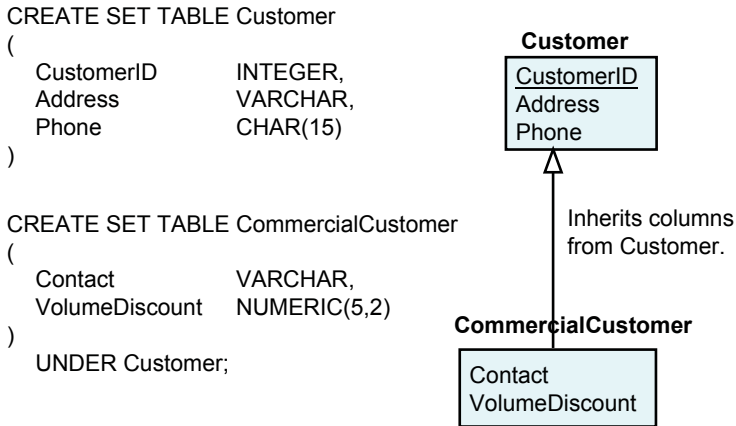 CREATE SET TABLE Customer
(
CustomerID INTEGER,
Address VARCHAR,
Phone CHAR(15)
)
CREATE SET TABLE CommercialCustomer
(
Contact VARCHAR,
VolumeDiscount NUMERIC(5,2)
)
UNDER Customer;
Customer
CustomerID
Address
Phone
Inherits columns
from Customer.
CommercialCustomer
Contact
VolumeDiscount